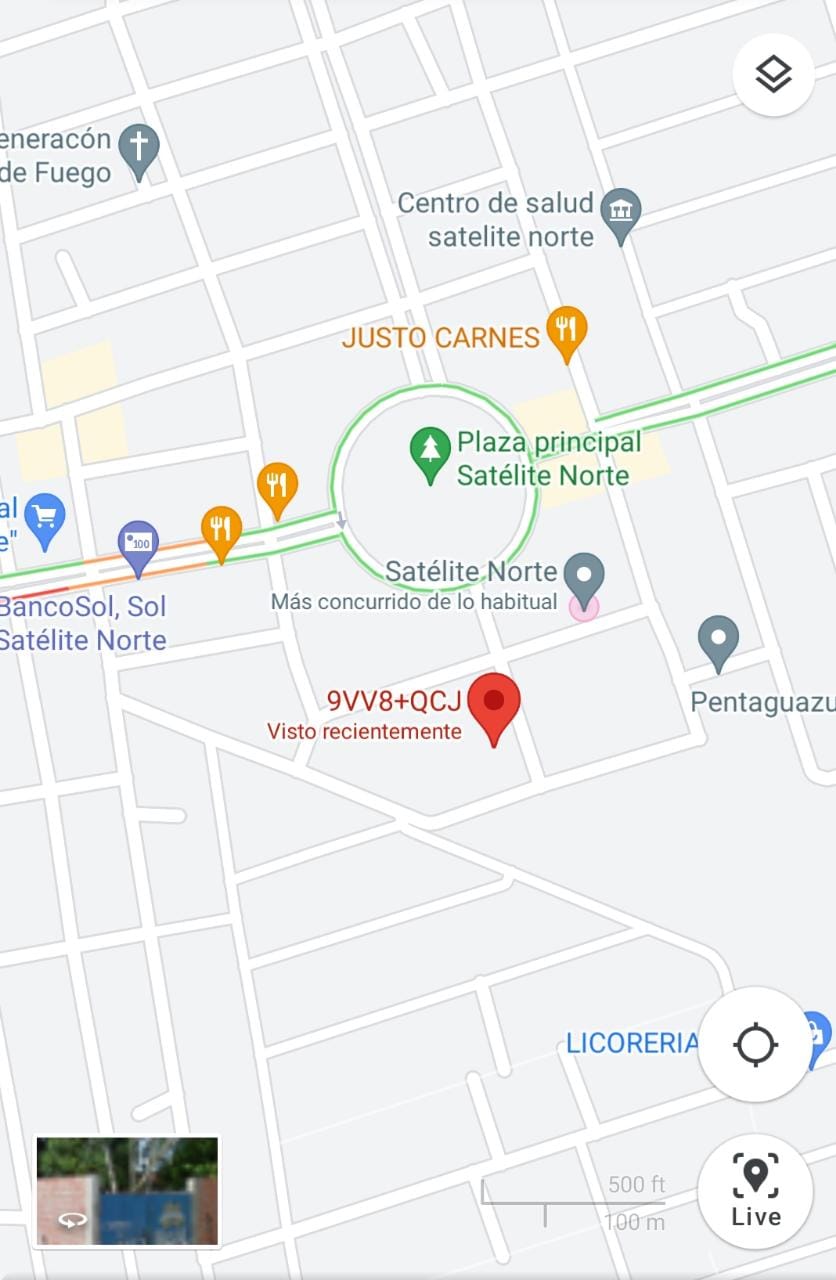 eneracón
de Fuego
Centro de salud
satelite norte
JUSTO CARNES
Plaza principal
Satélite Norte
al
e"
100
BancoSol, Sol
Satélite Norte
Satélite Norte
Más concurrido de lo habitual
9VV8+QCJ
Visto recientemente
Pentaguazu
LICORERIA
500 ft
100 m
Live